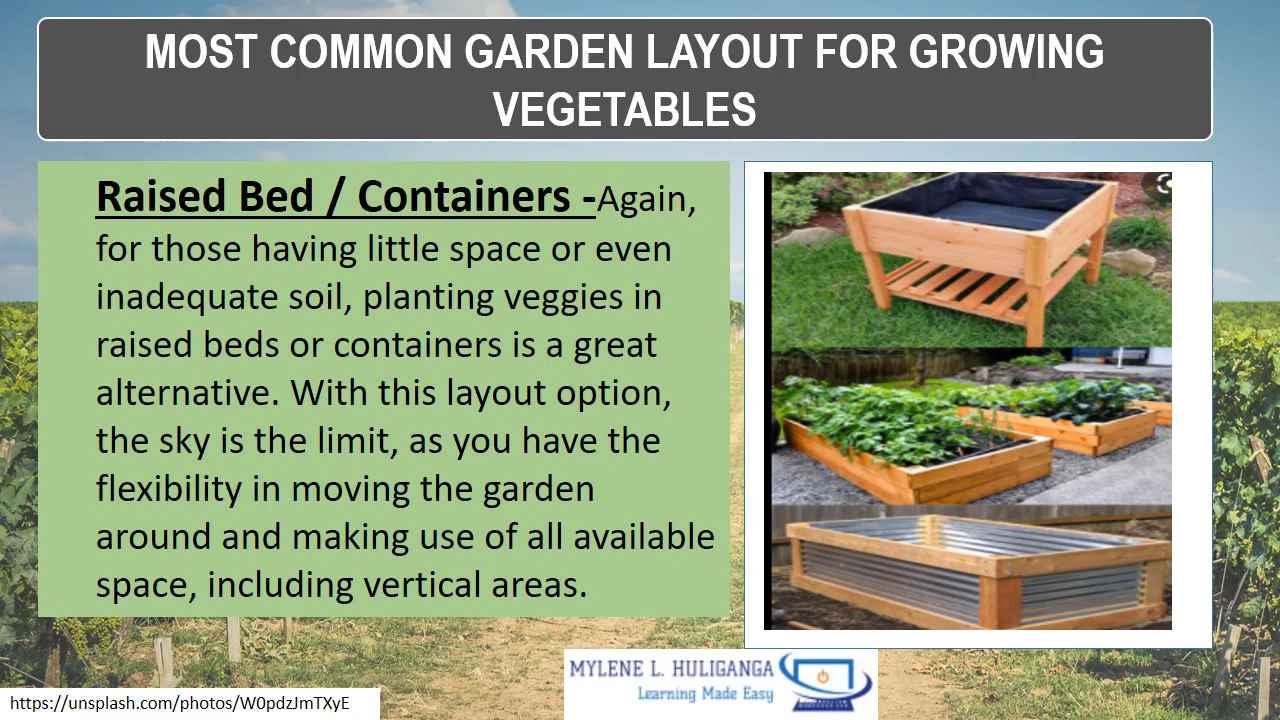 MOST COMMON GARDEN LAYOUT FOR GROWING
VEGETABLES
Raised Bed / Containers -Again,
for those having little space or even
inadequate soil, planting veggies in
raised beds or containers is a great
alternative. With this layout option,
the sky is the limit, as you have the
flexibility in moving the garden
around and making use of all available
space, including vertical areas.
MYLENE L. HULIGANGA
Learning Made Easy
https://unsplash.com/photos/W0pdzJmTXyE